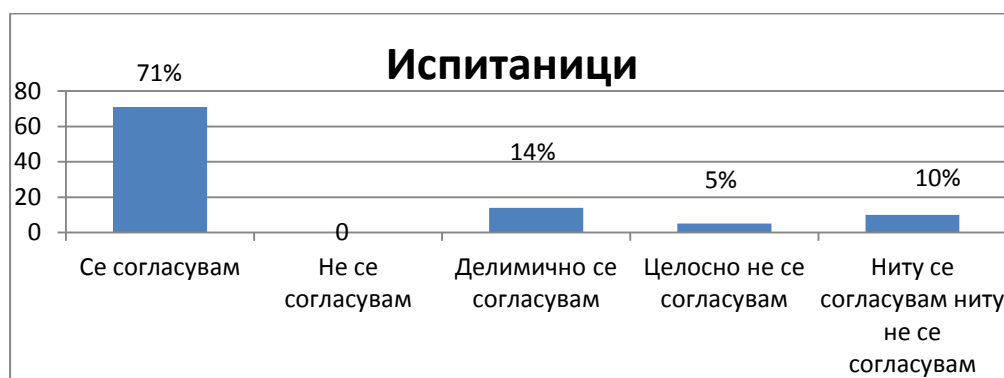 Испитаници
71%
0
14%
5%
10%
80
60
40
20
0
Се согласувам
Не се
согласувам
Делимично се
согласувам
Целосно не се
согласувам
Ниту се
согласувам ниту
не се
согласувам